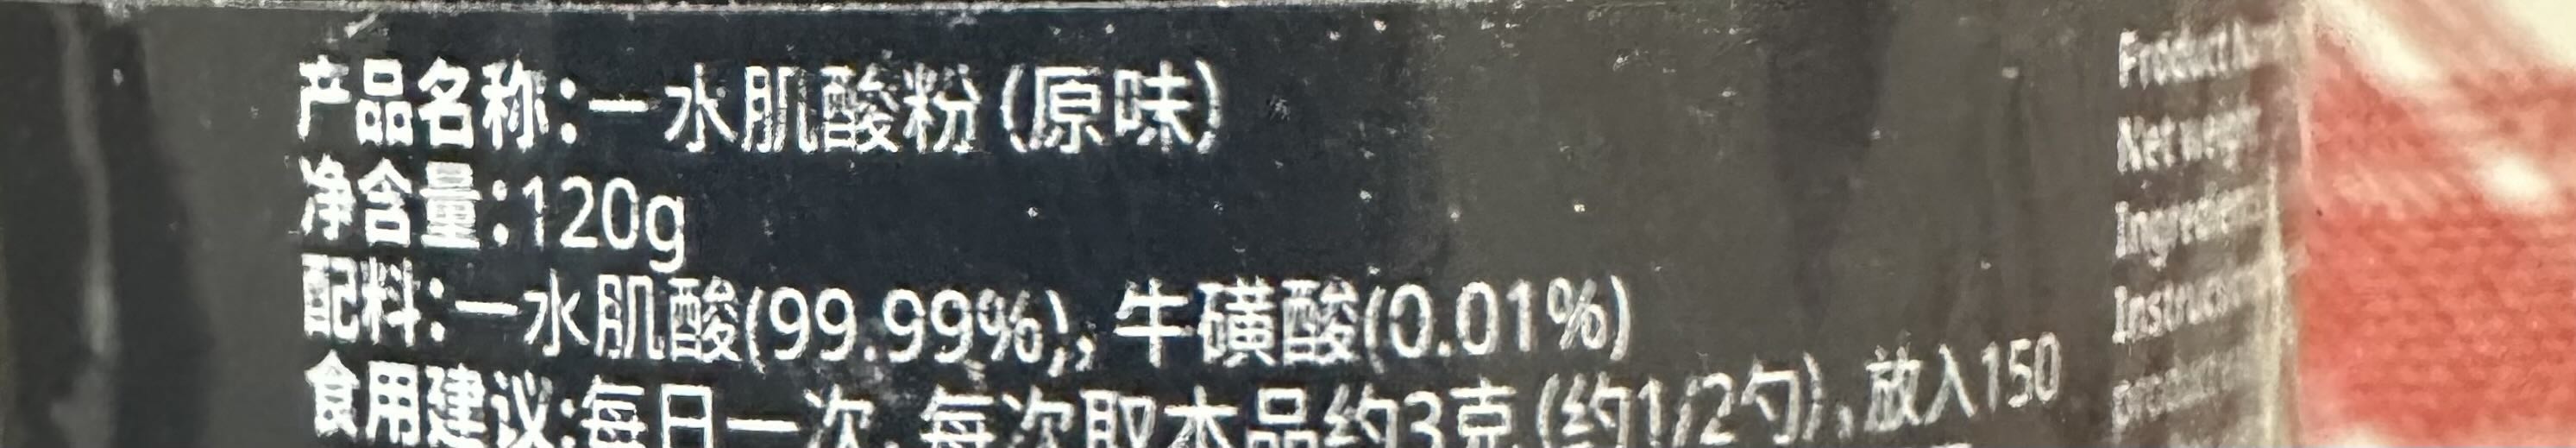 产品名称:一水肌酸粉(原味)
净含量:120g
配料:一水肌酸(99.99%), 牛磺酸(0.01%)
食用建议:每日一次,每次取本品约3克(约1/2勺),放入150
Product
Net
Ingredients